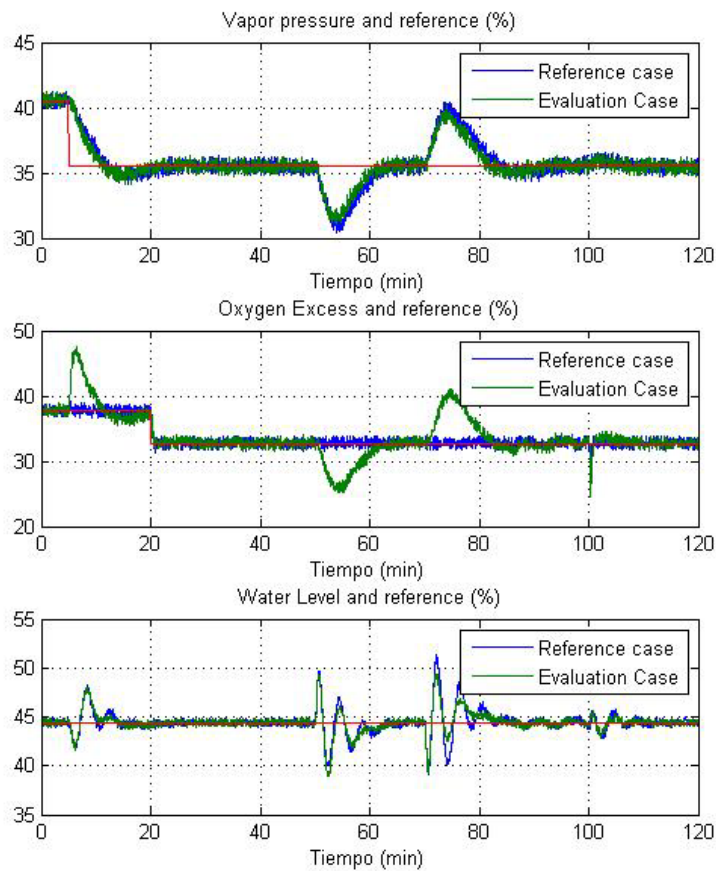 Vapor pressure and reference (%)
45
40
35
30
Reference case
Evaluation Case
0 20 40 60 80 100 120
Tiempo (min)
Oxygen Excess and reference (%)
50
40
30
20
Reference case
Evaluation Case
0 20 40 60 80 100 120
Tiempo (min)
Water Level and reference (%)
55
50
45
40
35
Reference case
Evaluation Case
0 20 40 60 80 100 120
Tiempo (min)